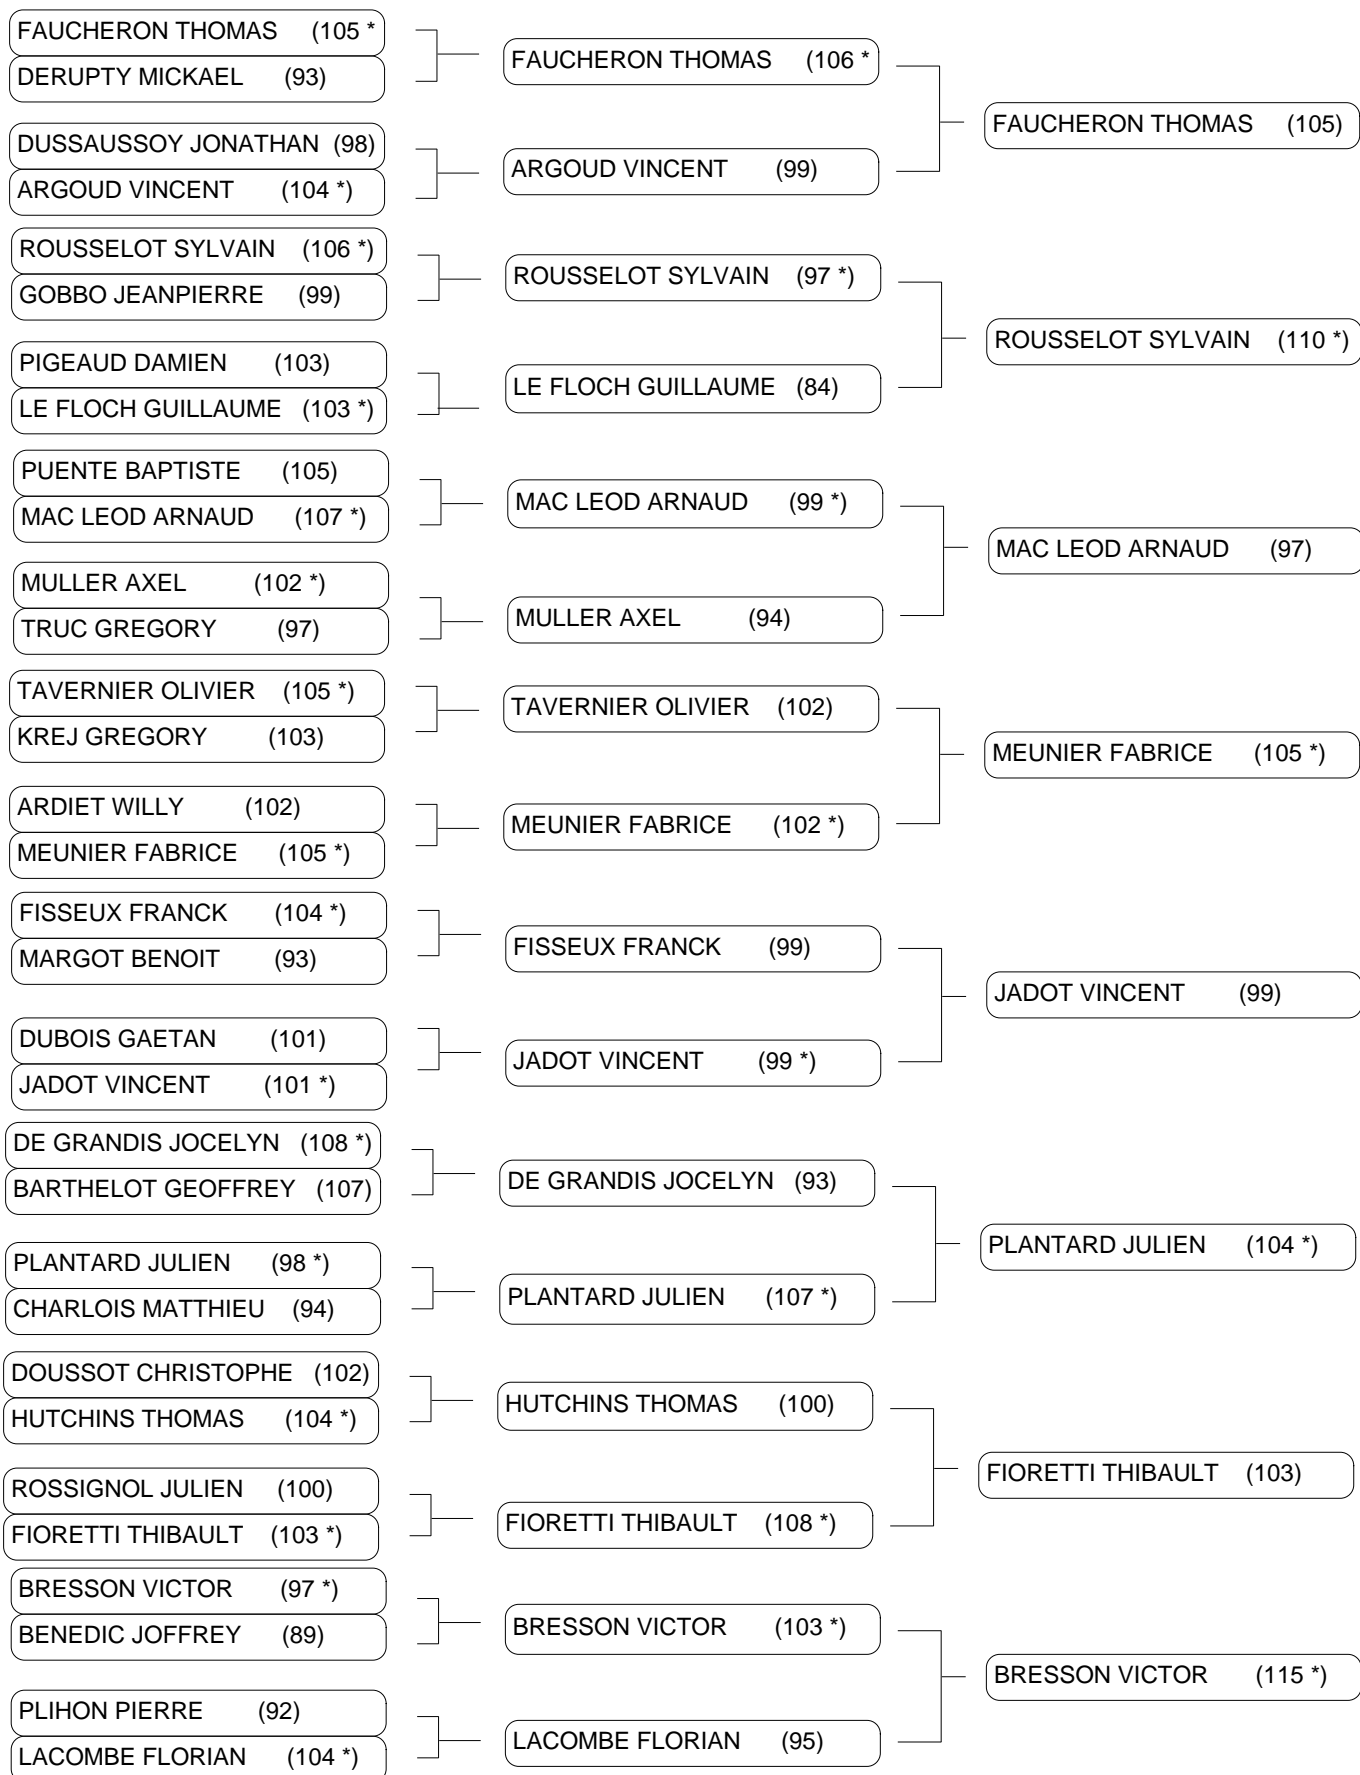 FAUCHERON THOMAS (105 *
DERUPTY MICKAEL (93)
DUSSAUSSOY JONATHAN (98)
ARGOUD VINCENT (104 *)
ROUSSELOT SYLVAIN (106 *)
GOBBO JEANPIERRE (99)
PIGEAUD DAMIEN (103)
LE FLOCH GUILLAUME (103 *)
PUENTE BAPTISTE (105)
MAC LEOD ARNAUD (107 *)
MULLER AXEL (102 *)
TRUC GREGORY (97)
TAVERNIER OLIVIER (105 *)
KREJ GREGORY (103)
ARDIET WILLY (102)
MEUNIER FABRICE (105 *)
FISSEUX FRANCK (104 *)
MARGOT BENOIT (93)
DUBOIS GAETAN (101)
JADOT VINCENT (101 *)
DE GRANDIS JOCELYN (108 *)
BARTHELOT GEOFFREY (107)
PLANTARD JULIEN (98 *)
CHARLOIS MATTHIEU (94)
DOUSSOT CHRISTOPHE (102)
HUTCHINS THOMAS (104 *)
ROSSIGNOL JULIEN (100)
FIORETTI THIBAULT (103 *)
BRESSON VICTOR (97 *)
BENEDIC JOFFREY (89)
PLIHON PIERRE (92)
LACOMBE FLORIAN (104 *)
FAUCHERON THOMAS (106 *
ARGOUD VINCENT (99)
ROUSSELOT SYLVAIN (97 *)
LE FLOCH GUILLAUME (84)
MAC LEOD ARNAUD (99 *)
MULLER AXEL (94)
TAVERNIER OLIVIER (102)
MEUNIER FABRICE (102 *)
FISSEUX FRANCK (99)
JADOT VINCENT (99 *)
DE GRANDIS JOCELYN (93)
PLANTARD JULIEN (107 *)
HUTCHINS THOMAS (100)
FIORETTI THIBAULT (108 *)
BRESSON VICTOR (103 *)
LACOMBE FLORIAN (95)
FAUCHERON THOMAS (105)
ROUSSELOT SYLVAIN (110 *)
MAC LEOD ARNAUD (97)
MEUNIER FABRICE (105 *)
JADOT VINCENT (99)
PLANTARD JULIEN (104 *)
FIORETTI THIBAULT (103)
BRESSON VICTOR (115 *)